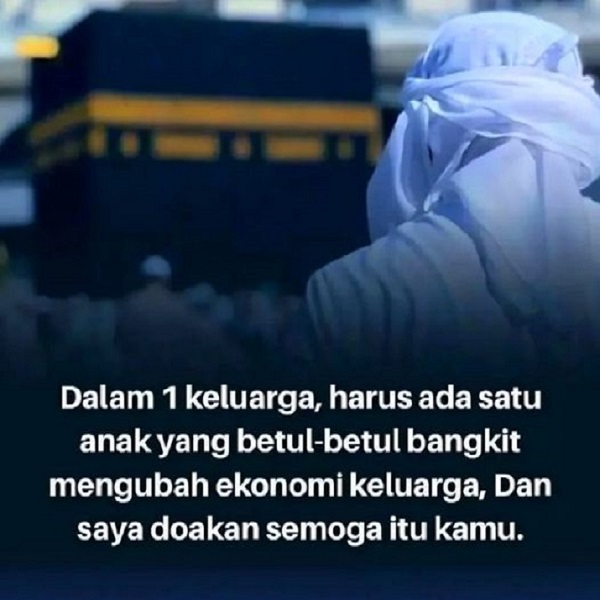 Dalam 1 keluarga, harus ada satu
anak yang betul-betul bangkit
mengubah ekonomi keluarga, Dan
saya doakan semoga itu kamu.